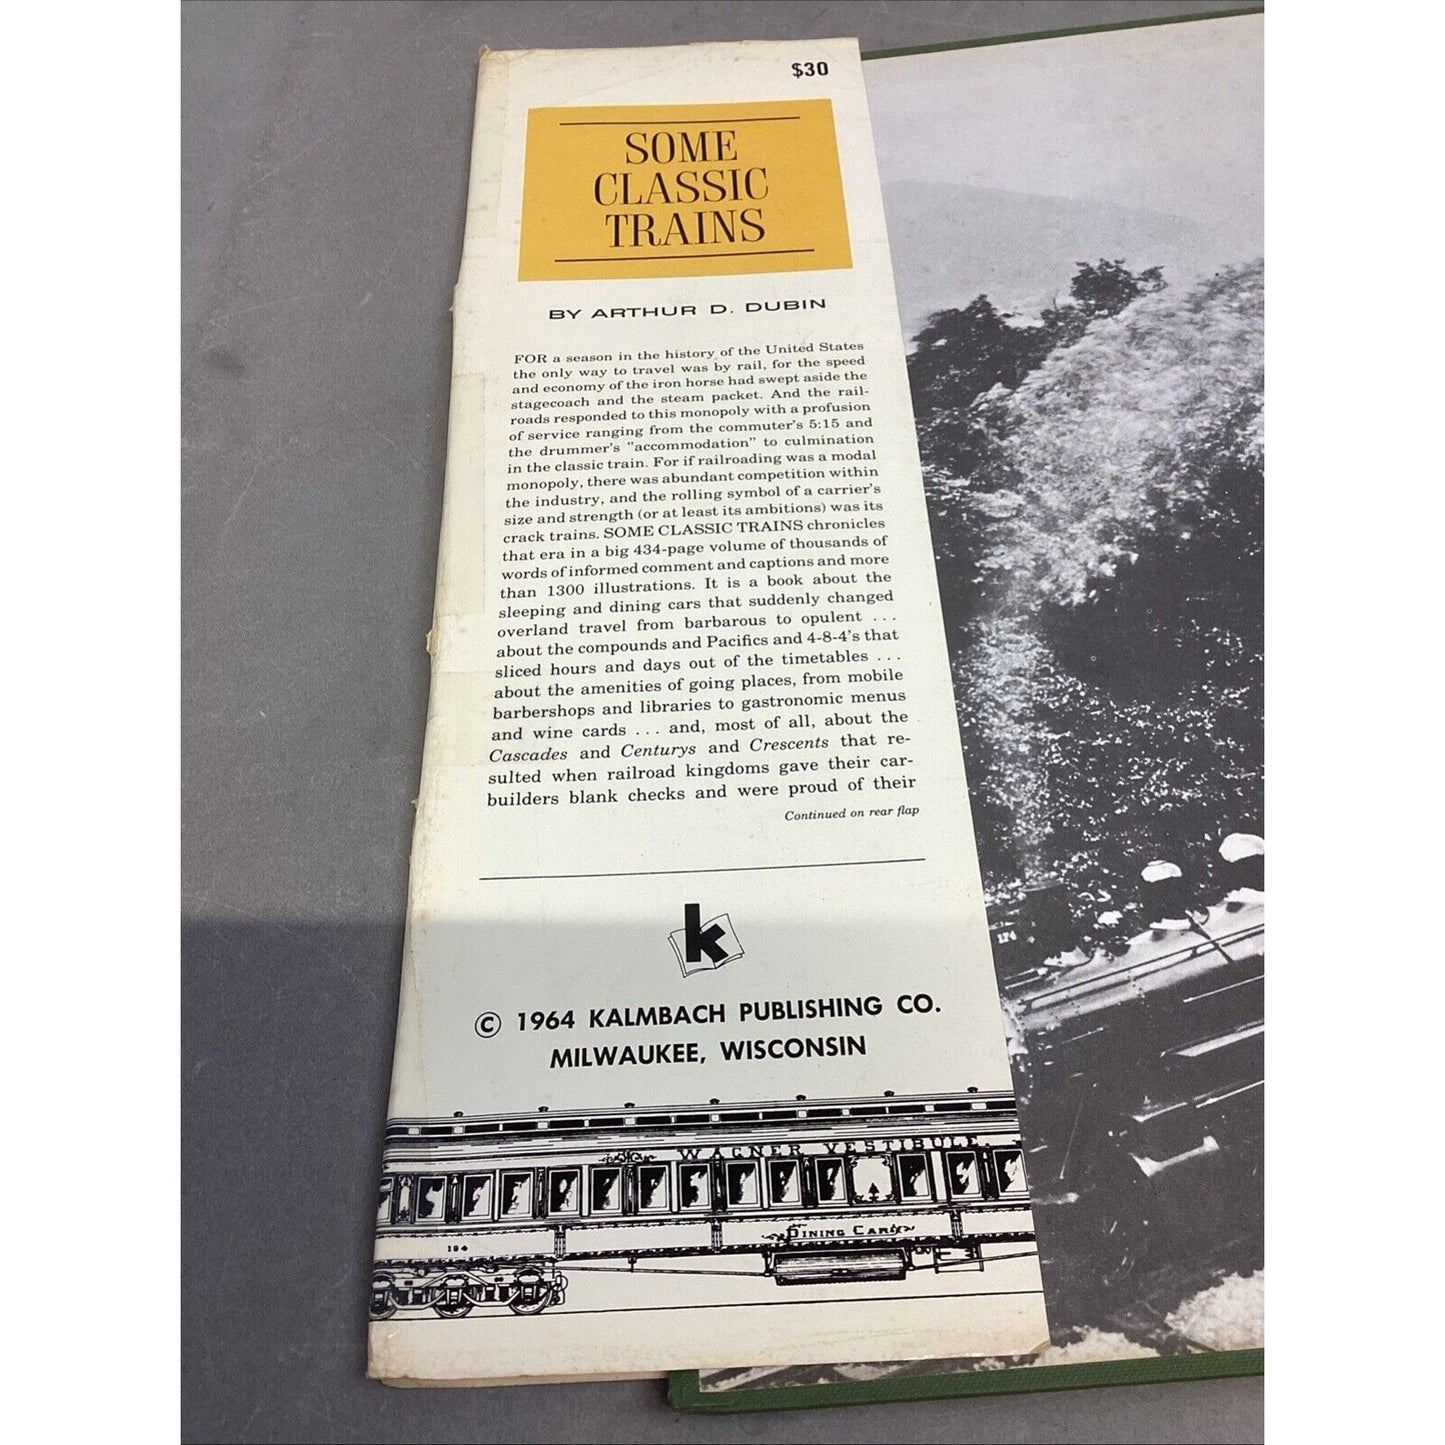 $30
SOME
CLASSIC
TRAINS
BY ARTHUR D. DUBIN
FOR a season in the history of the United States
the only way to travel was by rail, for the speed
and economy of the iron horse had swept aside the
stagecoach and the steam packet. And the rail-
roads responded to this monopoly with a profusion
of service ranging from the commuter's 5:15 and
the drummer's "accommodation" to culmination
in the classic train. For if railroading was a modal
monopoly, there was abundant competition within
the industry, and the rolling symbol of a carrier's
size and strength (or at least its ambitions) was its
crack trains. SOME CLASSIC TRAINS chronicles
that era in a big 434-page volume of thousands of
words of informed comment and captions and more
than 1300 illustrations. It is a book about the
sleeping and dining cars that suddenly changed
overland travel from barbarous to opulent . . .
about the compounds and Pacifics and 4-8-4's that
sliced hours and days out of the timetables . . .
about the amenities of going places, from mobile
barbershops and libraries to gastronomic menus
and wine cards . . . and, most of all, about the
Cascades and Centurys and Crescents that re-
sulted when railroad kingdoms gave their car-
builders blank checks and were proud of their
Continued on rear flap
k
© 1964 KALMBACH PUBLISHING CO.
MILWAUKEE, WISCONSIN
WAGNER VESTIBULE
DINING CAR
184
174